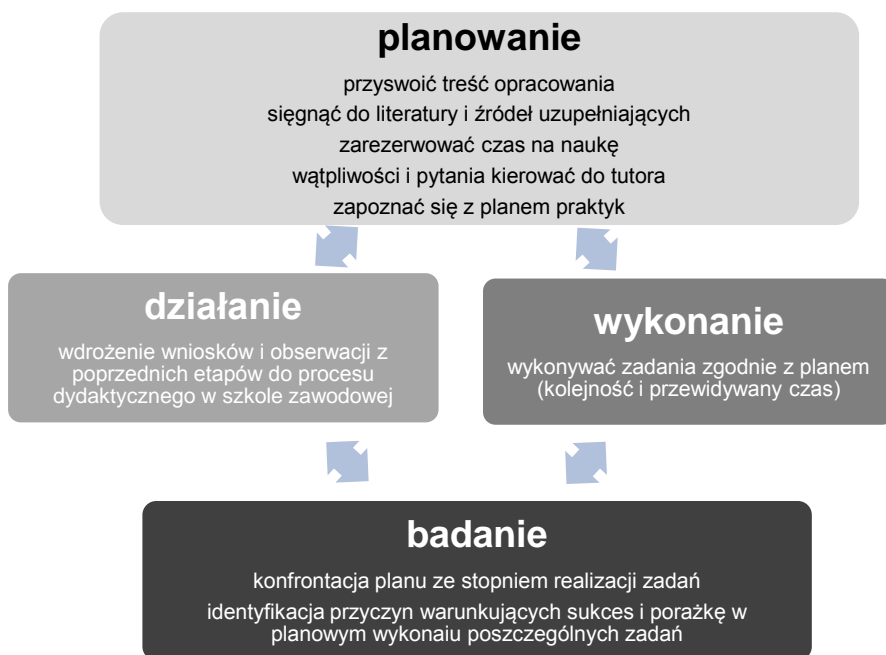 planowanie
przyswoić treść opracowania
sięgnąć do literatury i źródeł uzupełniających
zarezerwować czas na naukę
wątpliwości i pytania kierować do tutora
zapoznać się z planem praktyk
działanie
wdrożenie wniosków i obserwacji z
poprzednich etapów do procesu
dydaktycznego w szkole zawodowej
wykonanie
wykonywać zadania zgodnie z planem
(kolejność i przewidywany czas)
badanie
konfrontacja planu ze stopniem realizacji zadań
identyfikacja przyczyn warunkujących sukces i porażkę w
planowym wykonaiu poszczególnych zadań